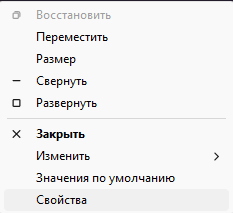 Восстановить
Переместить
Размер
Свернуть
Развернуть
Закрыть
Изменить
Значения по умолчанию
Свойства